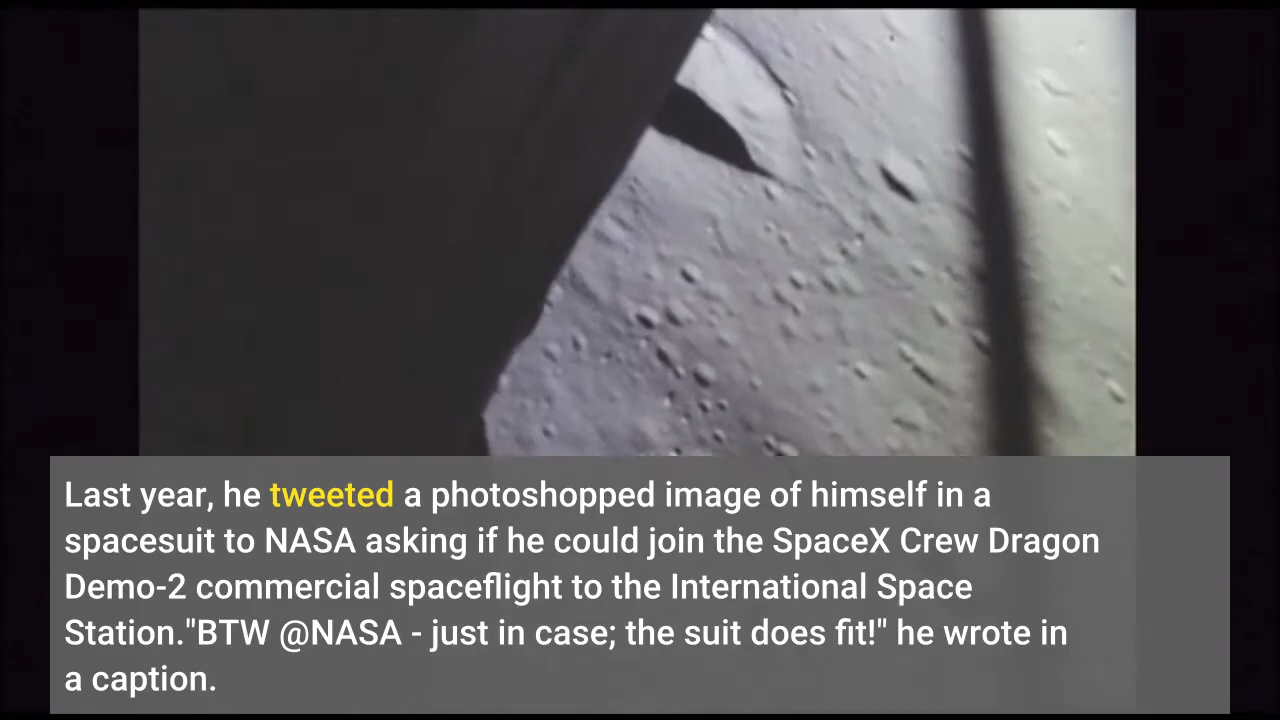 Last year, he tweeted a photoshopped image of himself in a
spacesuit to NASA asking if he could join the SpaceX Crew Dragon
Demo-2 commercial spaceflight to the International Space
Station."BTW @NASA - just in case; the suit does fit!" he wrote in
a caption.